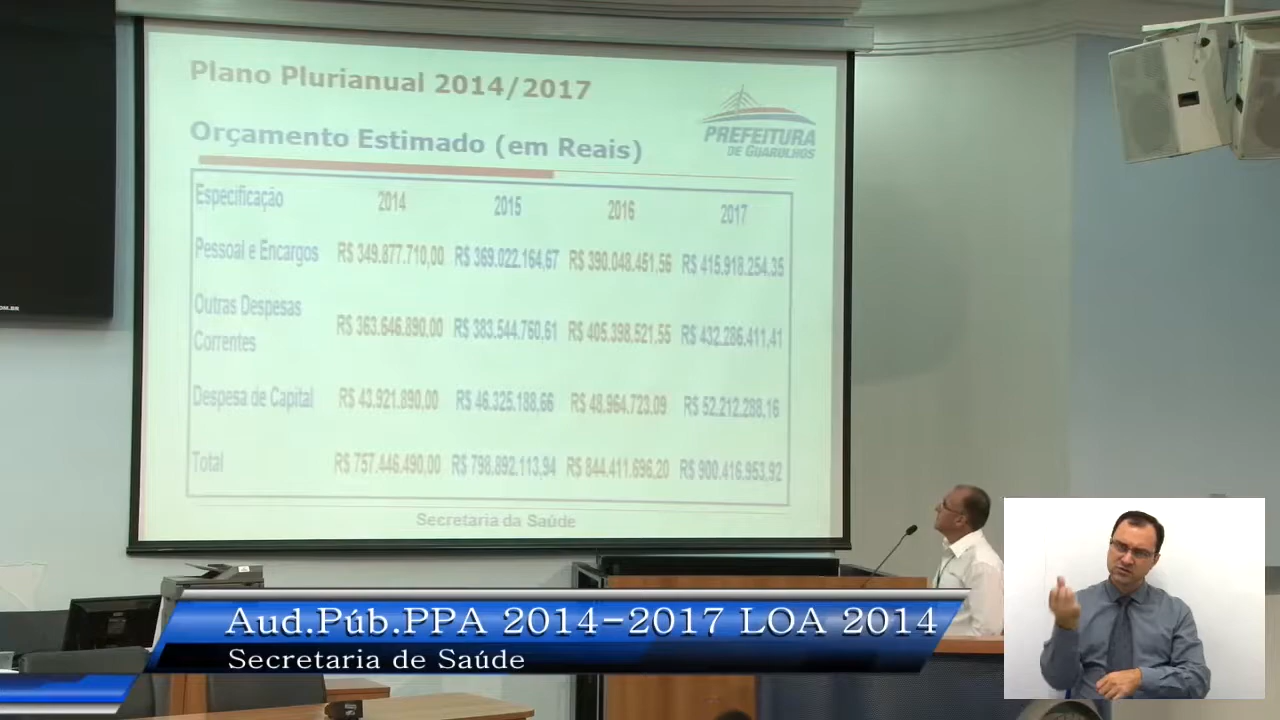 Plano Plurianual 2014/2017
PREFEITURA
DE GUARULHOS
Orçamento Estimado (em Reais)
Especificação 2014 2015 2016 2017
Pessoal e Encargos R$ 349.877.710,00 R$ 369.022.164,67 R$ 390.048.451,56 R$ 415.918.254,35
Outras Despesas
Correntes R$ 363.646.890,00 R$ 383.544.760,61 R$ 405.398.521,55 R$ 432.286.411,41
Despesa de Capital R$ 43.921.890,00 R$ 46.325.188,66 R$ 48.964.723,09 R$ 52.212.288,16
Total R$ 757.446.490,00 R$ 798.892.113,94 R$ 844.411.696,20 R$ 900.416.953,92
Secretaria da Saúde
Aud.Púb.PPA 2014-2017 LOA 2014
Secretaria de Saúde